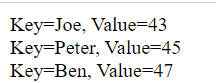 Key=Joe, Value=43
Key=Peter, Value=45
Key=Ben, Value=47